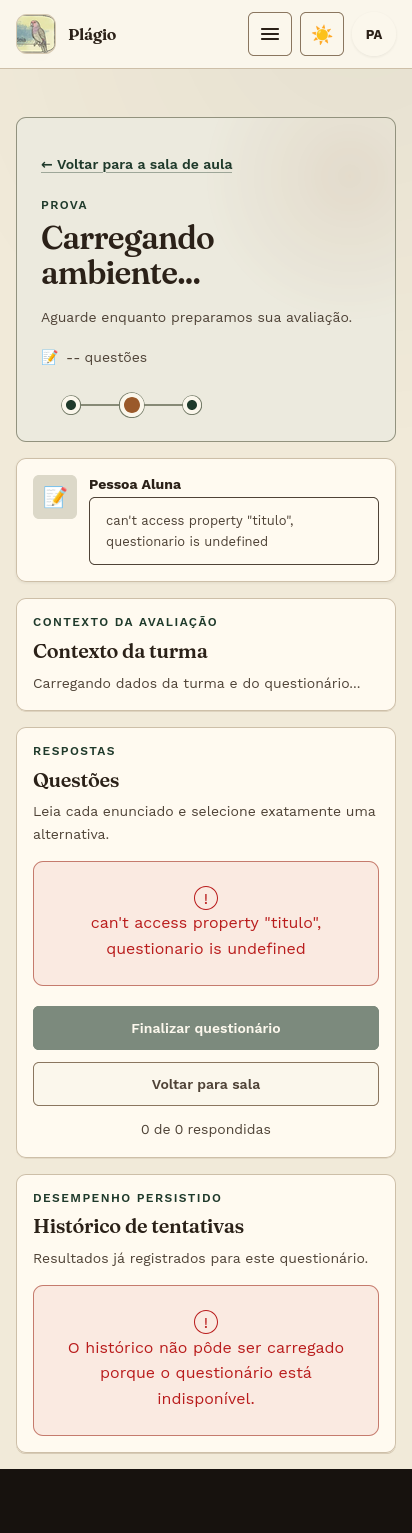 Plágio
PA
← Voltar para a sala de aula
PROVA
Carregando
ambiente...
Aguarde enquanto preparamos sua avaliação.
📝 -- questões
📝
Pessoa Aluna
can't access property "titulo",
questionario is undefined
CONTEXTO DA AVALIAÇÃO
Contexto da turma
Carregando dados da turma e do questionário...
RESPOSTAS
Questões
Leia cada enunciado e selecione exatamente uma
alternativa.
!
can't access property "titulo",
questionario is undefined
Finalizar questionário
Voltar para sala
0 de 0 respondidas
DESEMPENHO PERSISTIDO
Histórico de tentativas
Resultados já registrados para este questionário.
!
O histórico não pôde ser carregado
porque o questionário está
indisponível.